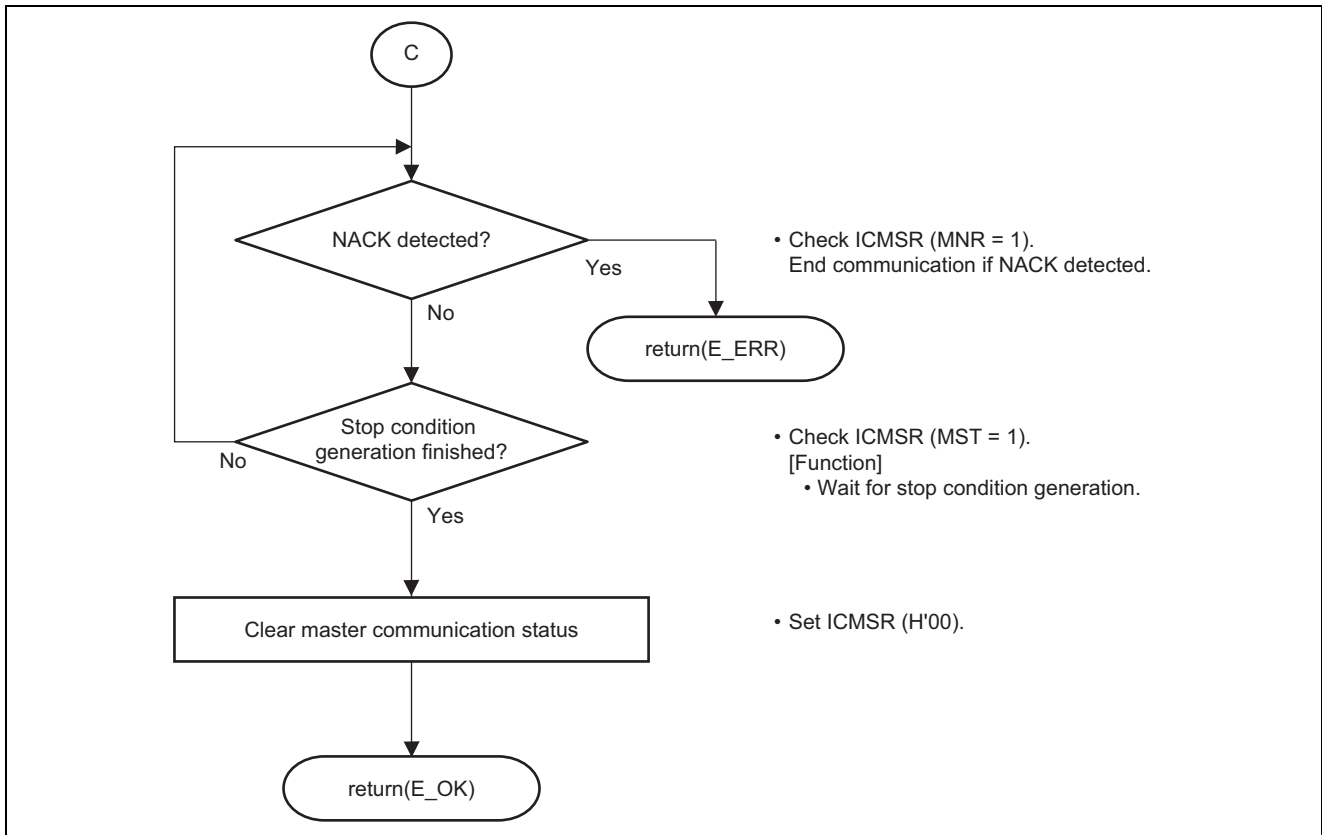 C
NACK detected?
Yes
No
• Check ICMSR (MNR = 1).
End communication if NACK detected.
return(E_ERR)
Stop condition
generation finished?
No
Yes
• Check ICMSR (MST = 1).
[Function]
• Wait for stop condition generation.
Clear master communication status
• Set ICMSR (H'00).
return(E_OK)